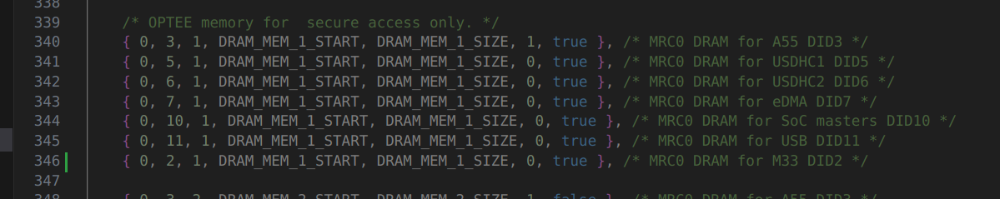 338
339 /* OPTEE memory for  secure access only. */
340 { 0, 3, 1, DRAM_MEM_1_START, DRAM_MEM_1_SIZE, 1, true }, /* MRC0 DRAM for A55 DID3 */
341 { 0, 5, 1, DRAM_MEM_1_START, DRAM_MEM_1_SIZE, 0, true }, /* MRC0 DRAM for USDHC1 DID5 */
342 { 0, 6, 1, DRAM_MEM_1_START, DRAM_MEM_1_SIZE, 0, true }, /* MRC0 DRAM for USDHC2 DID6 */
343 { 0, 7, 1, DRAM_MEM_1_START, DRAM_MEM_1_SIZE, 0, true }, /* MRC0 DRAM for eDMA DID7 */
344 { 0, 10, 1, DRAM_MEM_1_START, DRAM_MEM_1_SIZE, 0, true }, /* MRC0 DRAM for SoC masters DID10 */
345 { 0, 11, 1, DRAM_MEM_1_START, DRAM_MEM_1_SIZE, 0, true }, /* MRC0 DRAM for USB DID11 */
346 { 0, 2, 1, DRAM_MEM_1_START, DRAM_MEM_1_SIZE, 0, true }, /* MRC0 DRAM for M33 DID2 */
347
348 { 0, 3, 2, DRAM_MEM_2_START, DRAM_MEM_2_SIZE, 1, false }, /* MRC0 DRAM for A55 DID3 */